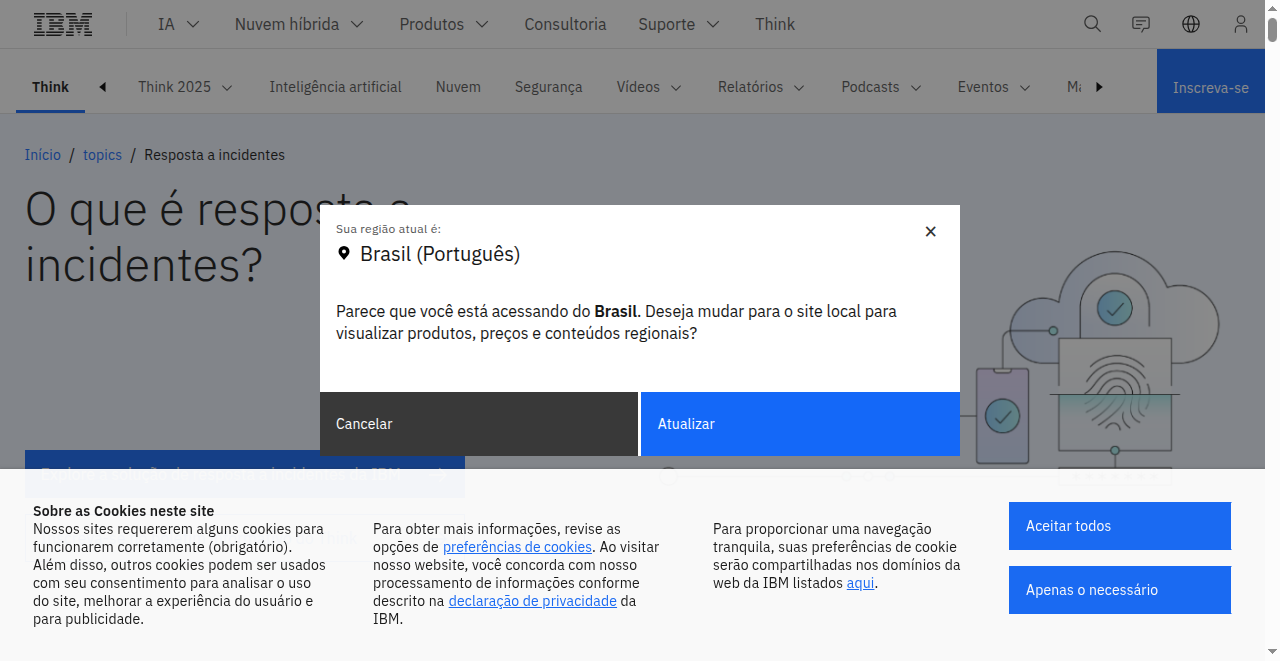 IBM
IA
Nuvem híbrida
Produtos
Consultoria
Suporte
Think
Think
Think 2025
Inteligência artificial
Nuvem
Segurança
Vídeos
Relatórios
Podcasts
Eventos
Inscreva-se
Início / topics / Resposta a incidentes
O que é resposta a
incidentes?
Sua região atual é:
Brasil (Português)
Parece que você está acessando do Brasil. Deseja mudar para o site local para
visualizar produtos, preços e conteúdos regionais?
Cancelar
Atualizar
Sobre as Cookies neste site
Nossos sites requererem alguns cookies para
funcionarem corretamente (obrigatório).
Além disso, outros cookies podem ser usados
com seu consentimento para analisar o uso
do site, melhorar a experiência do usuário e
para publicidade.
Para obter mais informações, revise as
opções de preferências de cookies. Ao visitar
nosso website, você concorda com nosso
processamento de informações conforme
descrito na declaração de privacidade da
IBM.
Para proporcionar uma navegação
tranquila, suas preferências de cookie
serão compartilhadas nos domínios da
web da IBM listados aqui.
Aceitar todos
Apenas o necessário